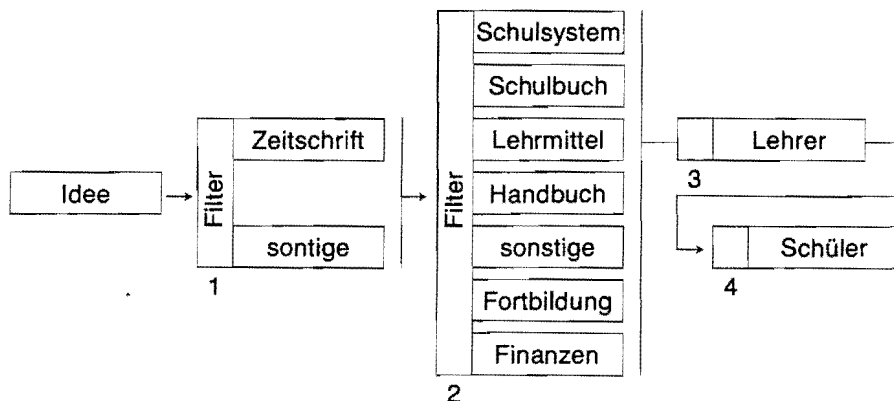 Idee
Filter
Zeitschrift
sontige
1
Filter
Schulsystem
Schulbuch
Lehrmittel
Handbuch
sonstige
Fortbildung
Finanzen
2
Lehrer
3
Schüler
4